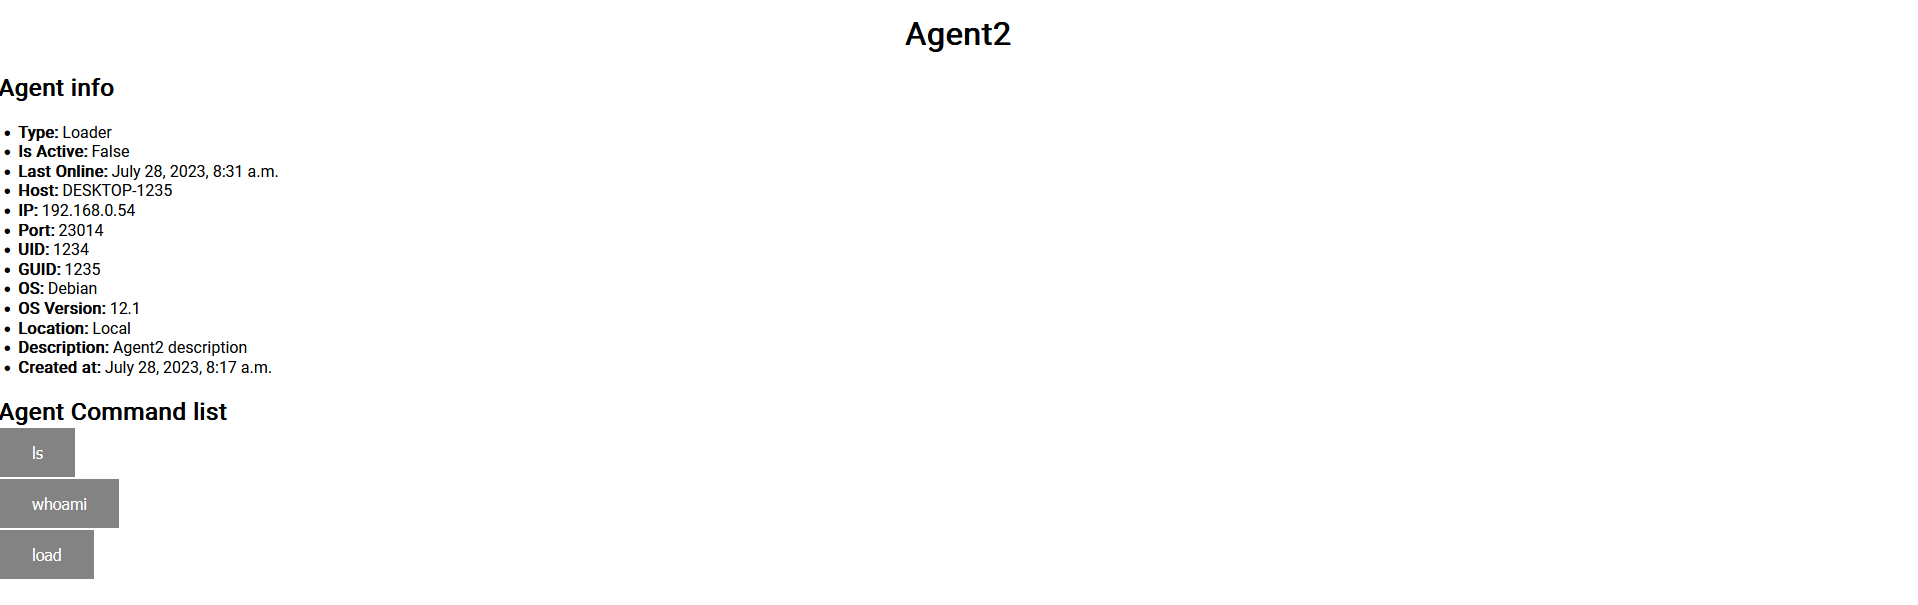 Agent2
Agent info
Type: Loader
Is Active: False
Last Online: July 28, 2023, 8:31 a.m.
Host: DESKTOP-1235
IP: 192.168.0.54
Port: 23014
UID: 1234
GUID: 1235
OS: Debian
OS Version: 12.1
Location: Local
Description: Agent2 description
Created at: July 28, 2023, 8:17 a.m.
Agent Command list
ls
whoami
load